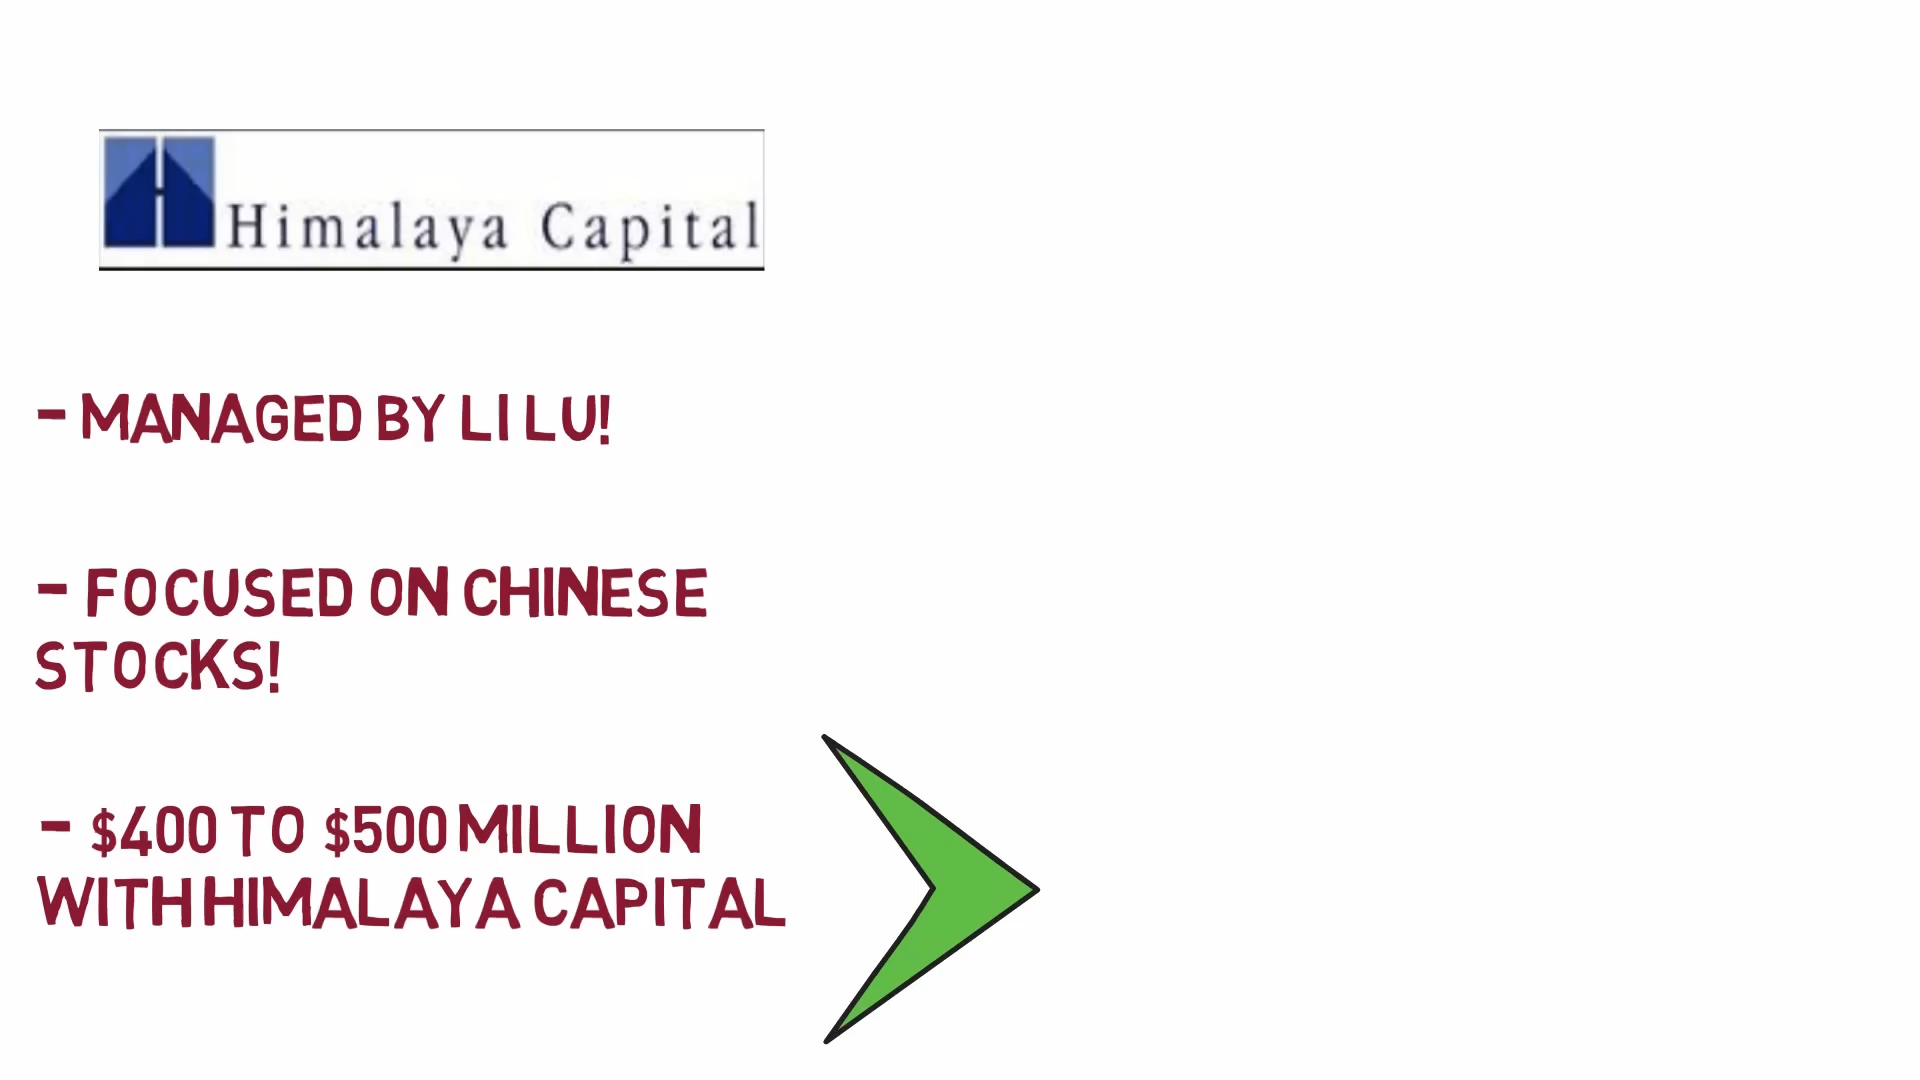 Himalaya Capital
- MANAGED BY LI LU!
- FOCUSED ON CHINESE
STOCKS!
- $400 TO $500 MILLION
WITH HIMALAYA CAPITAL